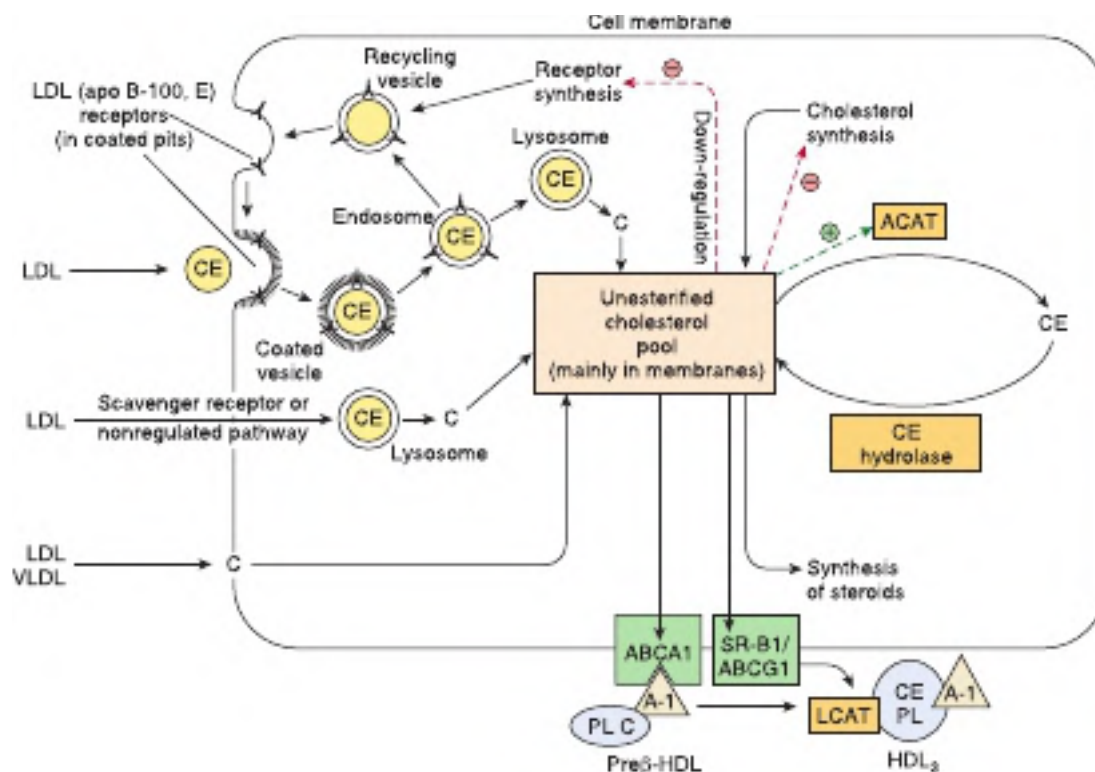 Cell membrane
Recycling
vesicle
Receptor
synthesis
LDL (apo B-100, E)
receptors
(in coated pits)
Lysosome
Cholesterol
synthesis
Down-regulation
CE
ACAT
Endosome
CE
C
LDL
CE
CE
Coated
vesicle
Unesterified
cholesterol
pool
(mainly in membranes)
CE
LDL
Scavenger receptor or
nonregulated pathway
CE
C
Lysosome
CE
hydrolase
LDL
VLDL
C
Synthesis
of steroids
ABCA1
SR-B1/
ABCG1
A-1
PL C
LCAT
CE
PL
A-1
Preβ-HDL
HDL₃